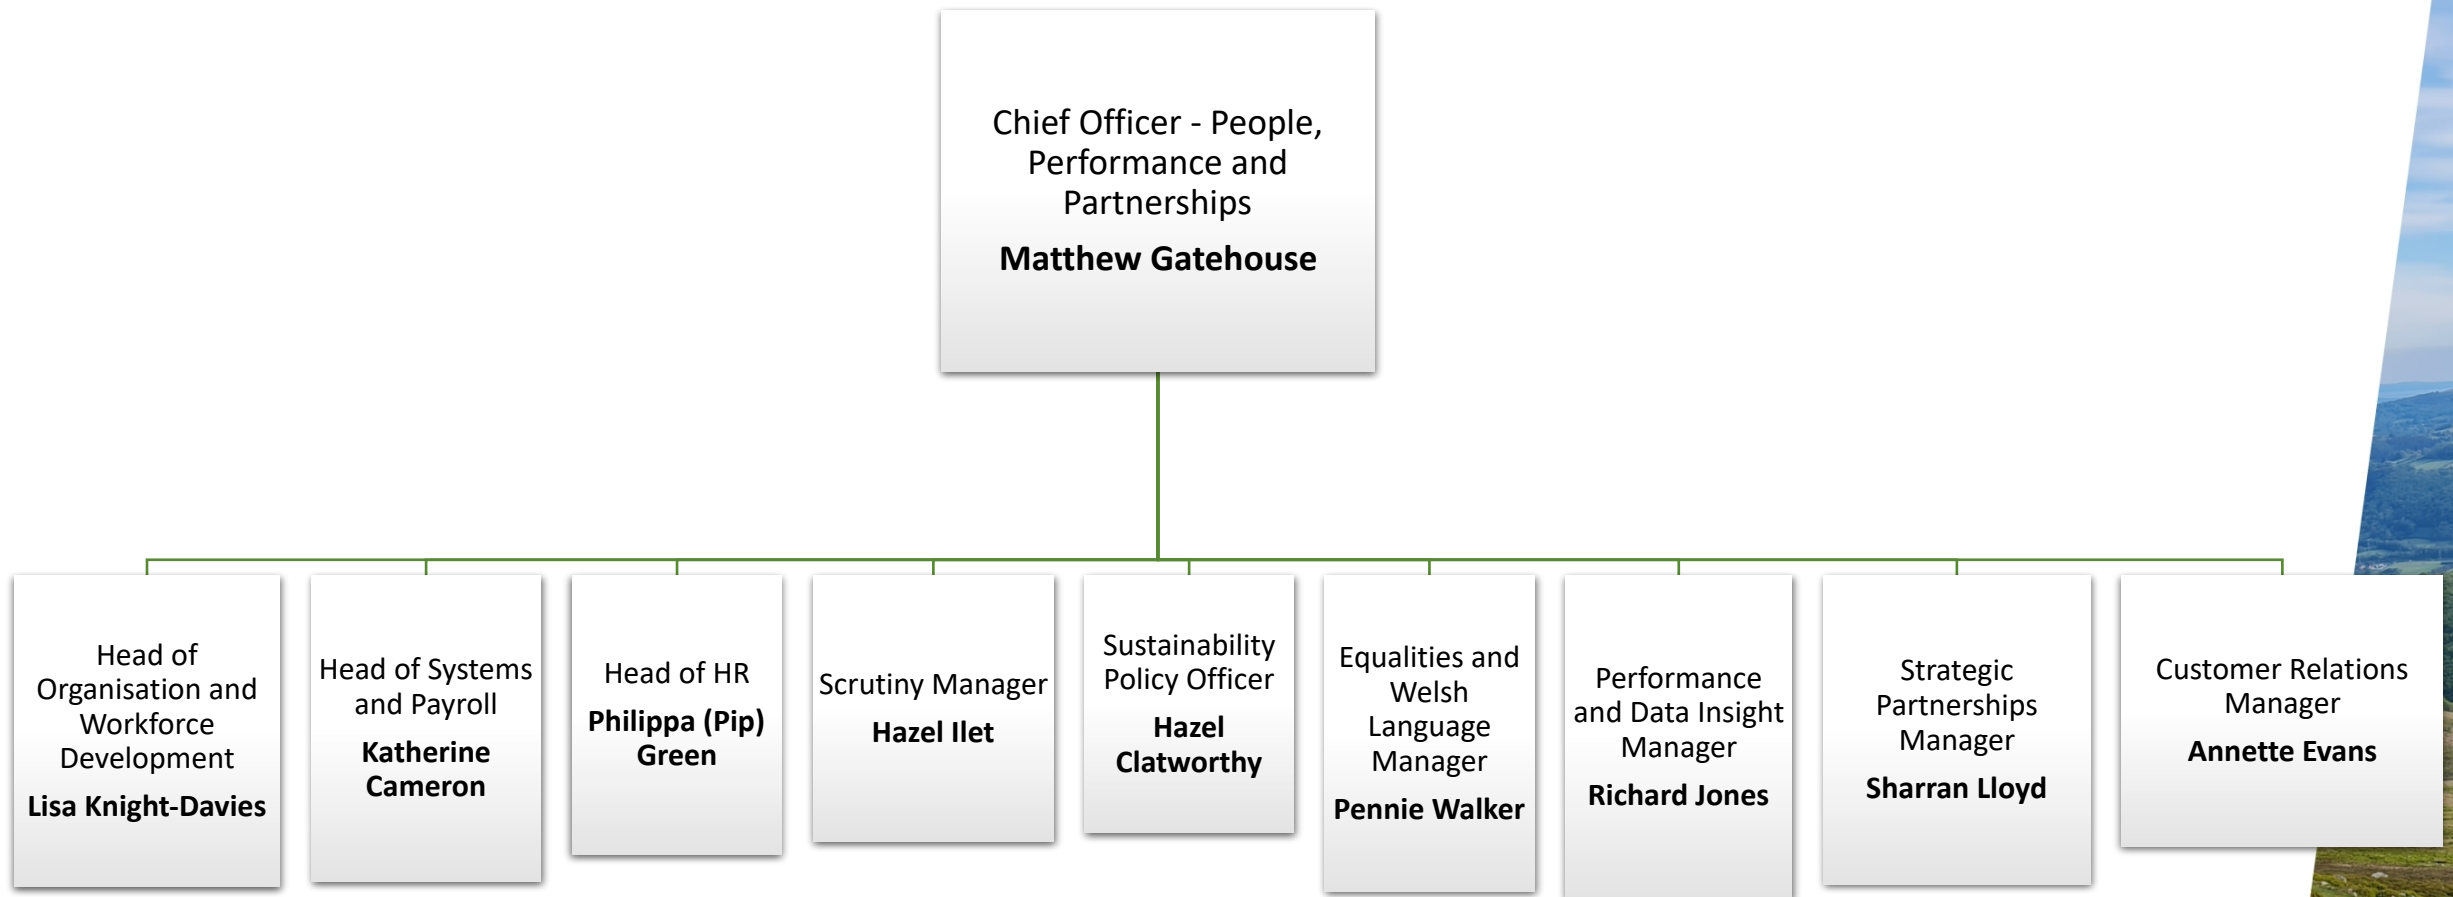 Chief Officer - People,
Performance and
Partnerships
Matthew Gatehouse
Head of
Organisation and
Workforce
Development
Lisa Knight-Davies
Head of Systems
and Payroll
Katherine
Cameron
Head of HR
Philippa (Pip)
Green
Scrutiny Manager
Hazel Ilet
Sustainability
Policy Officer
Hazel
Clatworthy
Equalities and
Welsh
Language
Manager
Pennie Walker
Performance
and Data Insight
Manager
Richard Jones
Strategic
Partnerships
Manager
Sharran Lloyd
Customer Relations
Manager
Annette Evans